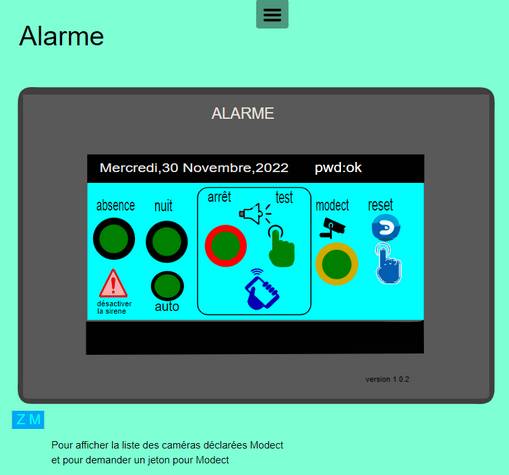 Alarme
ALARME
Mercredi,30 Novembre,2022 pwd:ok
absence nuit arrêt test modect reset
désactiver
la sirene
auto
version 1.0.2
ZM
Pour afficher la liste des caméras déclarées Modect
et pour demander un jeton pour Modect